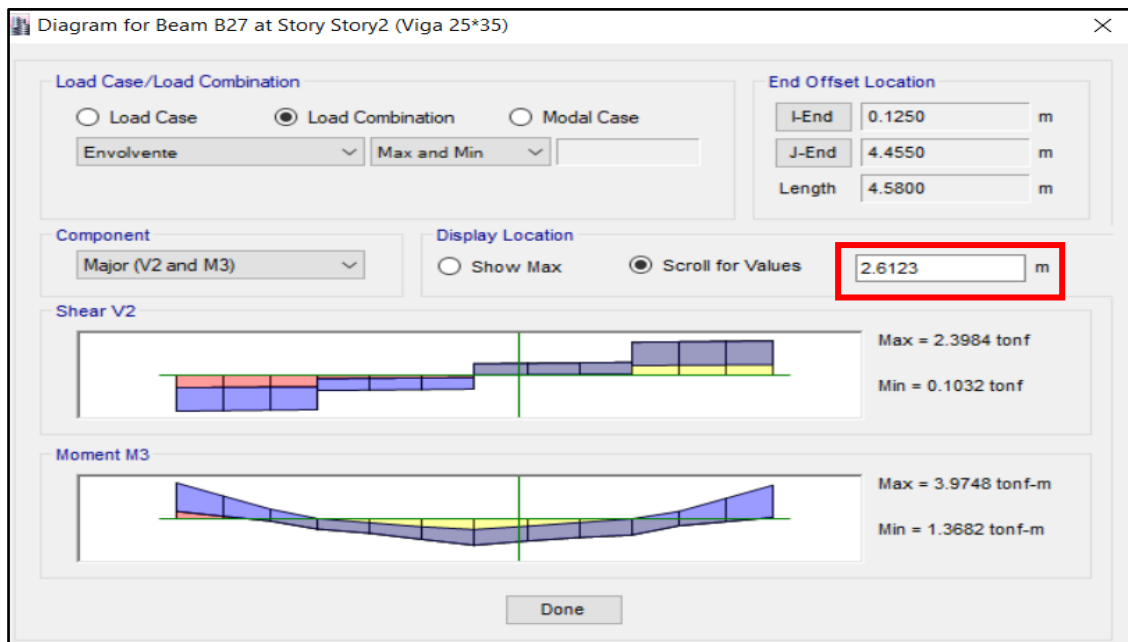 Diagram for Beam B27 at Story Story2 (Viga 25*35)
Load Case/Load Combination
Load Case Load Combination Modal Case
Envolvente Max and Min
End Offset Location
I-End 0.1250 m
J-End 4.4550 m
Length 4.5800 m
Component
Major (V2 and M3)
Display Location
Show Max Scroll for Values 2.6123 m
Shear V2
Max = 2.3984 tonf
Min = 0.1032 tonf
Moment M3
Max = 3.9748 tonf-m
Min = 1.3682 tonf-m
Done